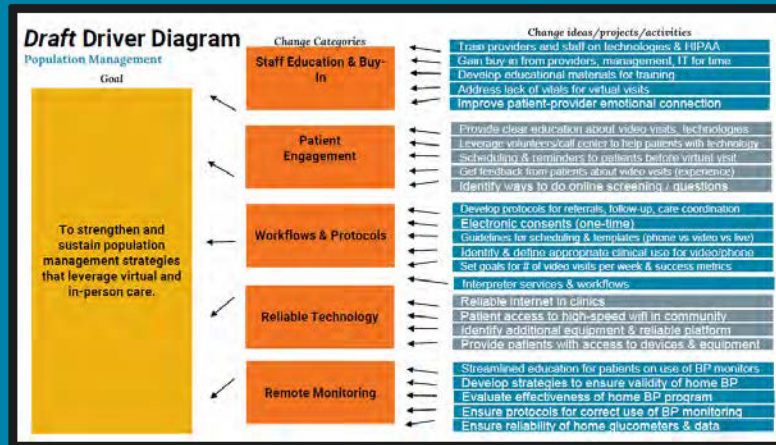 Draft Driver Diagram
Population Management
Goal
Change Categories
Change ideas/projects/activities
To strengthen and
sustain population
management strategies
that leverage virtual and
in-person care.
Staff Education & Buy-
In
Train providers and staff on technologies & HIPAA
Gain buy-in from providers, management, IT for time
Develop educational materials for training
Address lack of vitals for virtual visits
Improve patient-provider emotional connection
Patient
Engagement
Provide clear education about video visits, technologies
Leverage volunteers/call center to help patients with technology
Scheduling & reminders to patients before virtual visit
Get feedback from patients about video visits (experience)
Identify ways to do online screening / questions
Workflows & Protocols
Develop protocols for referrals, follow-up, care coordination
Electronic consents (one-time)
Guidelines for scheduling & templates (phone vs video vs live)
Identify & define appropriate clinical use for video/phone
Set goals for # of video visits per week & success metrics
Interpreter services & workflows
Reliable Technology
Reliable internet in clinics
Patient access to high-speed wifi in community
Identify additional equipment & reliable platform
Provide patients with access to devices & equipment
Remote Monitoring
Streamlined education for patients on use of BP monitors
Develop strategies to ensure validity of home BP
Evaluate effectiveness of home BP program
Ensure protocols for correct use of BP monitoring
Ensure reliability of home glucometers & data